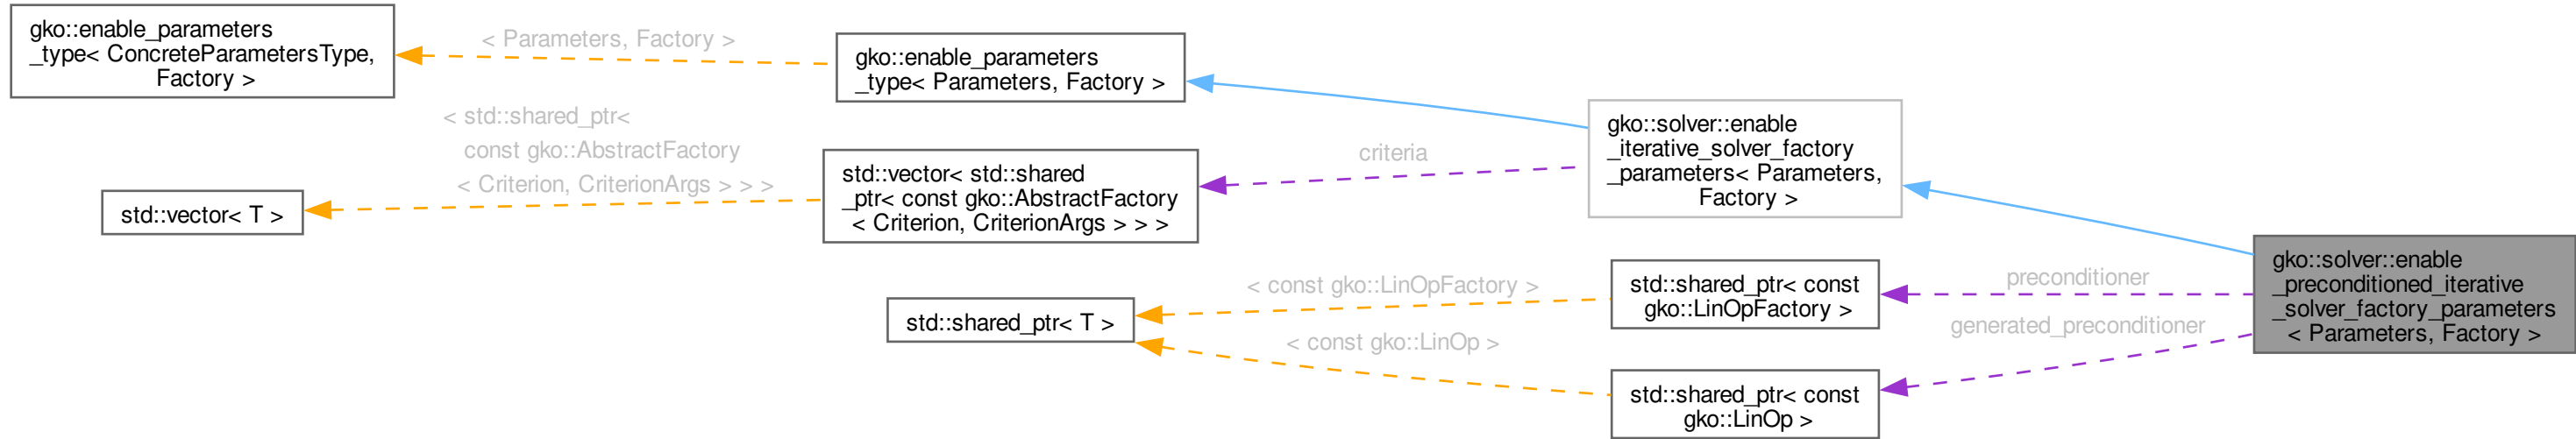 gko::enable_parameters
_type< ConcreteParametersType,
Factory >
< Parameters, Factory >
gko::enable_parameters
_type< Parameters, Factory >
< std::shared_ptr<
const gko::AbstractFactory
< Criterion, CriterionArgs > > >
std::vector< T >
std::vector< std::shared
_ptr< const gko::AbstractFactory
< Criterion, CriterionArgs > > >
criteria
gko::solver::enable
_iterative_solver_factory
_parameters< Parameters,
Factory >
std::shared_ptr< T >
< const gko::LinOpFactory >
< const gko::LinOp >
std::shared_ptr< const
gko::LinOpFactory >
std::shared_ptr< const
gko::LinOp >
preconditioner
generated_preconditioner
gko::solver::enable
_preconditioned_iterative
_solver_factory_parameters
< Parameters, Factory >